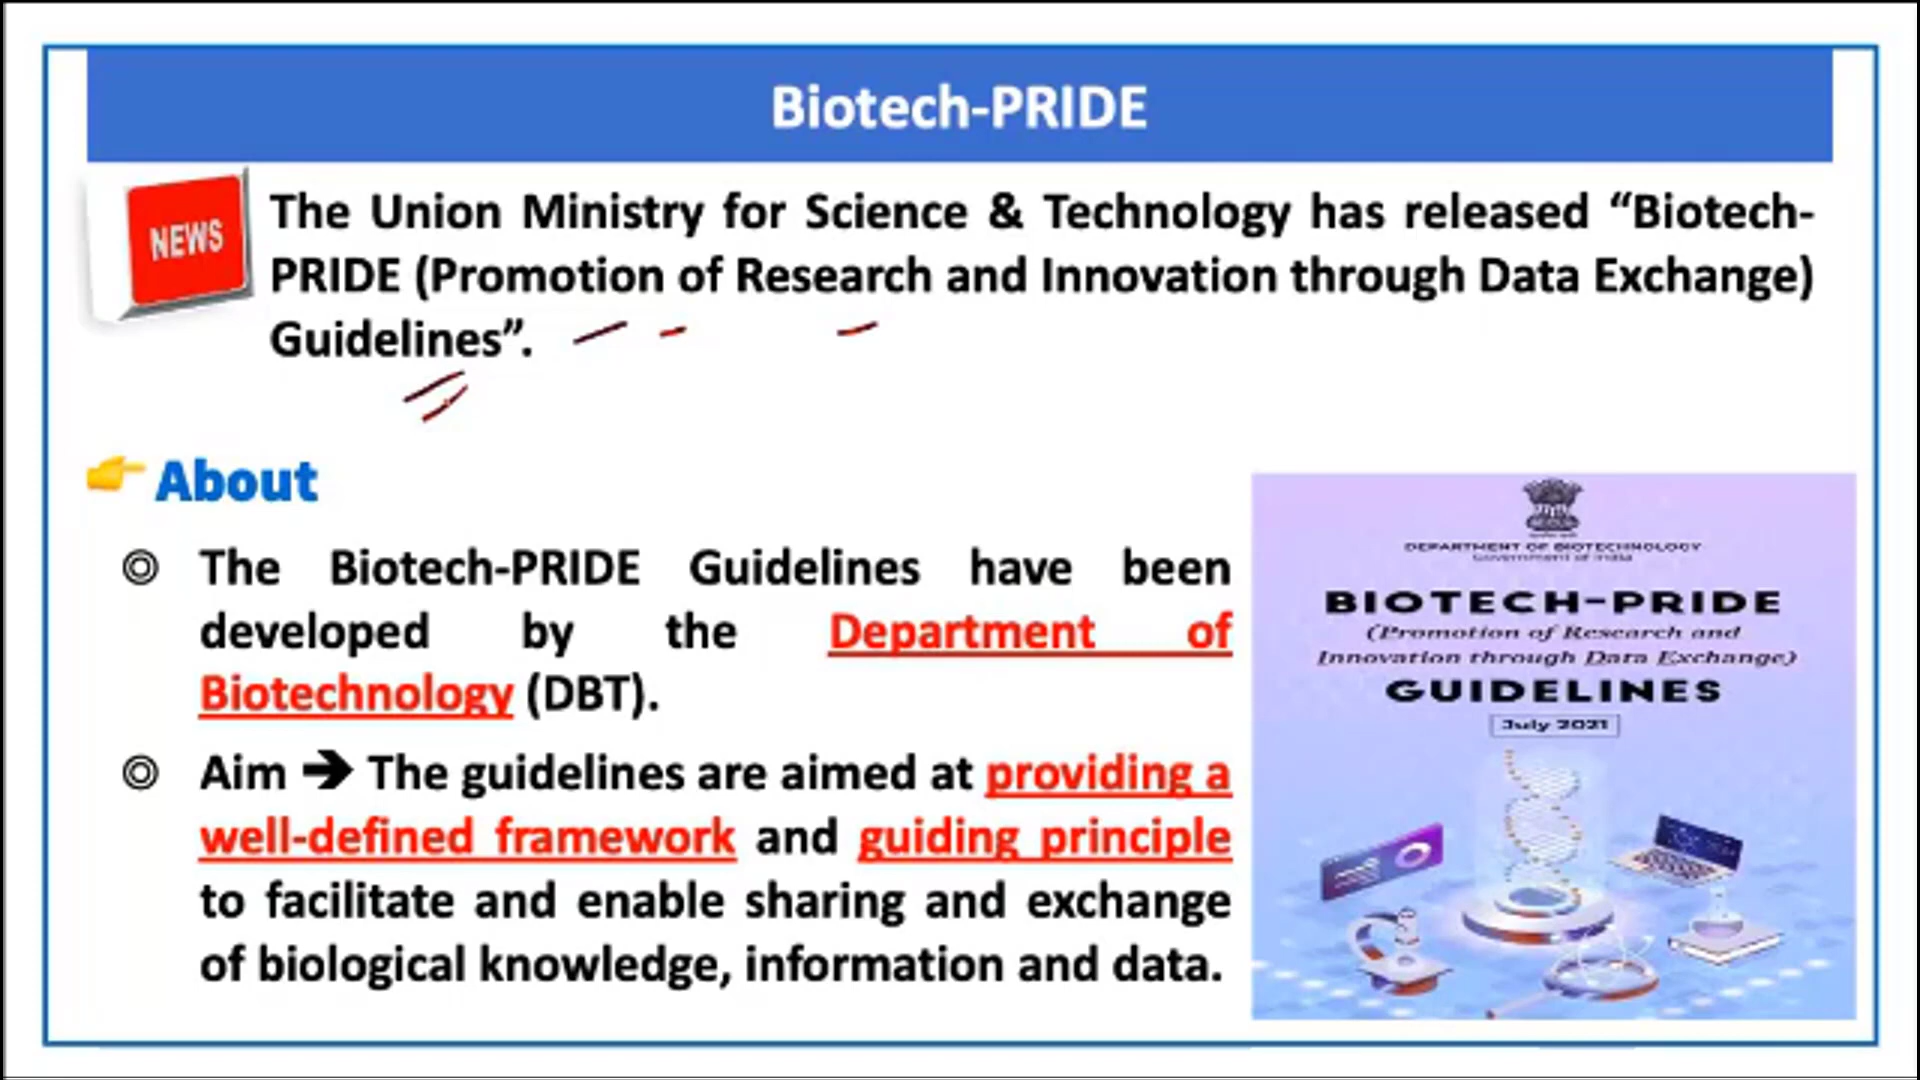 Biotech-PRIDE
NEWS
The Union Ministry for Science & Technology has released “Biotech-
PRIDE (Promotion of Research and Innovation through Data Exchange)
Guidelines”.
About
The Biotech-PRIDE Guidelines have been
developed by the Department of
Biotechnology (DBT).
Aim ➔ The guidelines are aimed at providing a
well-defined framework and guiding principle
to facilitate and enable sharing and exchange
of biological knowledge, information and data.
DEPARTMENT OF BIOTECHNOLOGY
Government of India
BIOTECH-PRIDE
(Promotion of Research and
Innovation through Data Exchange)
GUIDELINES
July 2021